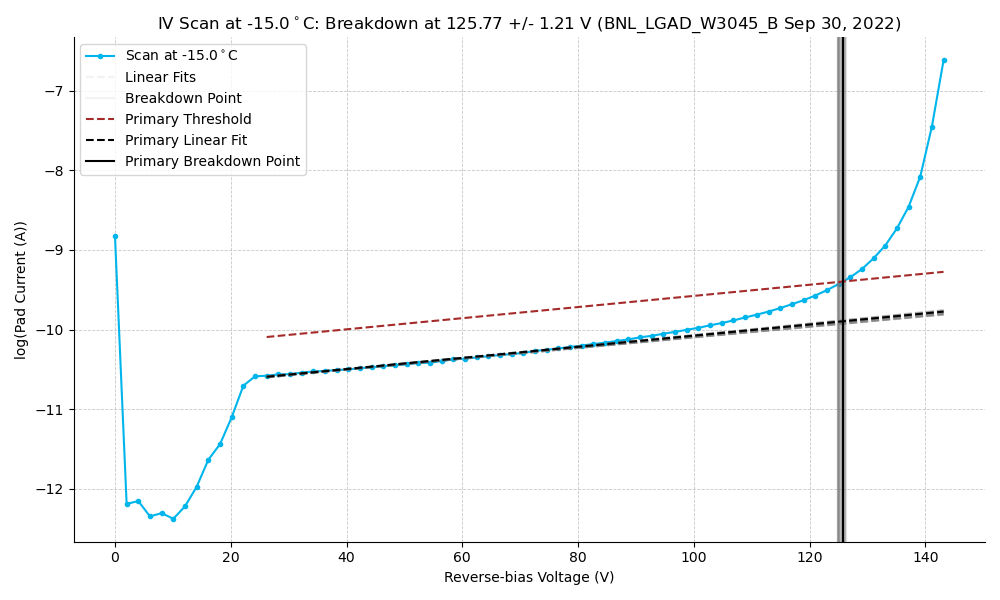 IV Scan at -15.0°C: Breakdown at 125.77 +/- 1.21 V (BNL_LGAD_W3045_B Sep 30, 2022)
Scan at -15.0°C
Linear Fits
Breakdown Point
Primary Threshold
Primary Linear Fit
Primary Breakdown Point
log(Pad Current (A))
−7
−8
−9
−10
−11
−12
0 20 40 60 80 100 120 140
Reverse-bias Voltage (V)